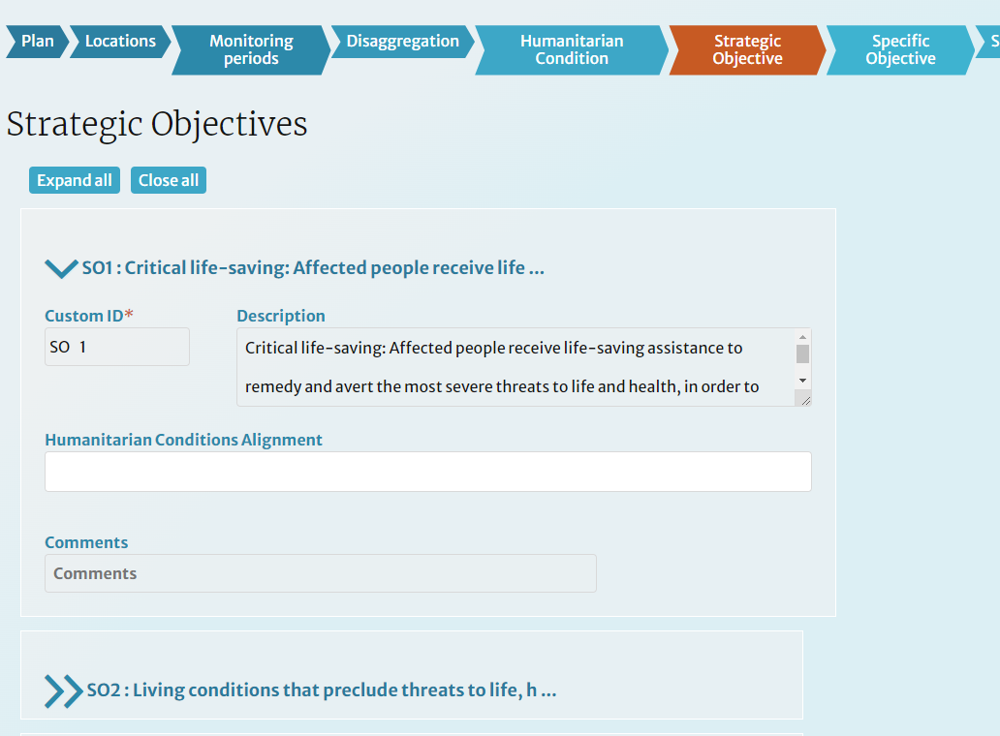 Plan
Locations
Monitoring
periods
Disaggregation
Humanitarian
Condition
Strategic
Objective
Specific
Objective
S
Strategic Objectives
Expand all
Close all
SO1 : Critical life-saving: Affected people receive life ...
Custom ID*
Description
SO 1
Critical life-saving: Affected people receive life-saving assistance to
remedy and avert the most severe threats to life and health, in order to
Humanitarian Conditions Alignment
Comments
Comments
SO2 : Living conditions that preclude threats to life, h ...